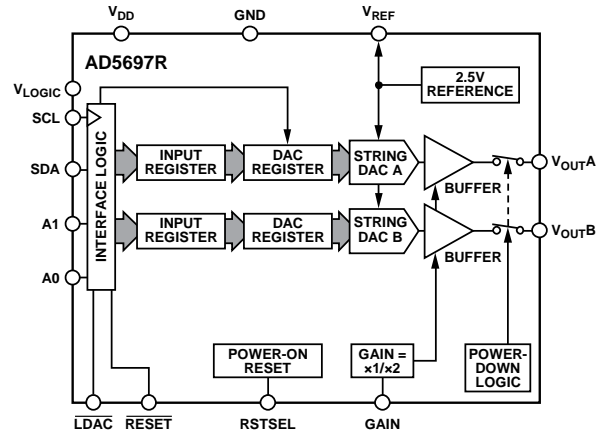 VDD
GND
VREF
AD5697R
2.5V
REFERENCE
VLOGIC
SCL
SDA
A1
A0
INTERFACE LOGIC
INPUT
REGISTER
DAC
REGISTER
STRING
DAC A
BUFFER
VOUTA
INPUT
REGISTER
DAC
REGISTER
STRING
DAC B
BUFFER
VOUTB
POWER-ON
RESET
GAIN =
×1/×2
POWER-
DOWN
LOGIC
LDAC
RESET
RSTSEL
GAIN